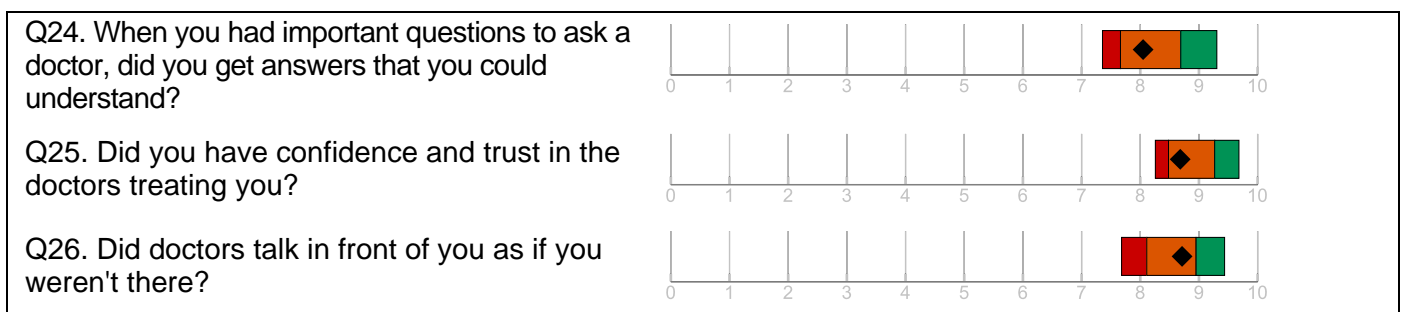 Q24. When you had important questions to ask a
doctor, did you get answers that you could
understand?
0 1 2 3 4 5 6 7 8 9 10
Q25. Did you have confidence and trust in the
doctors treating you?
0 1 2 3 4 5 6 7 8 9 10
Q26. Did doctors talk in front of you as if you
weren't there?
0 1 2 3 4 5 6 7 8 9 10